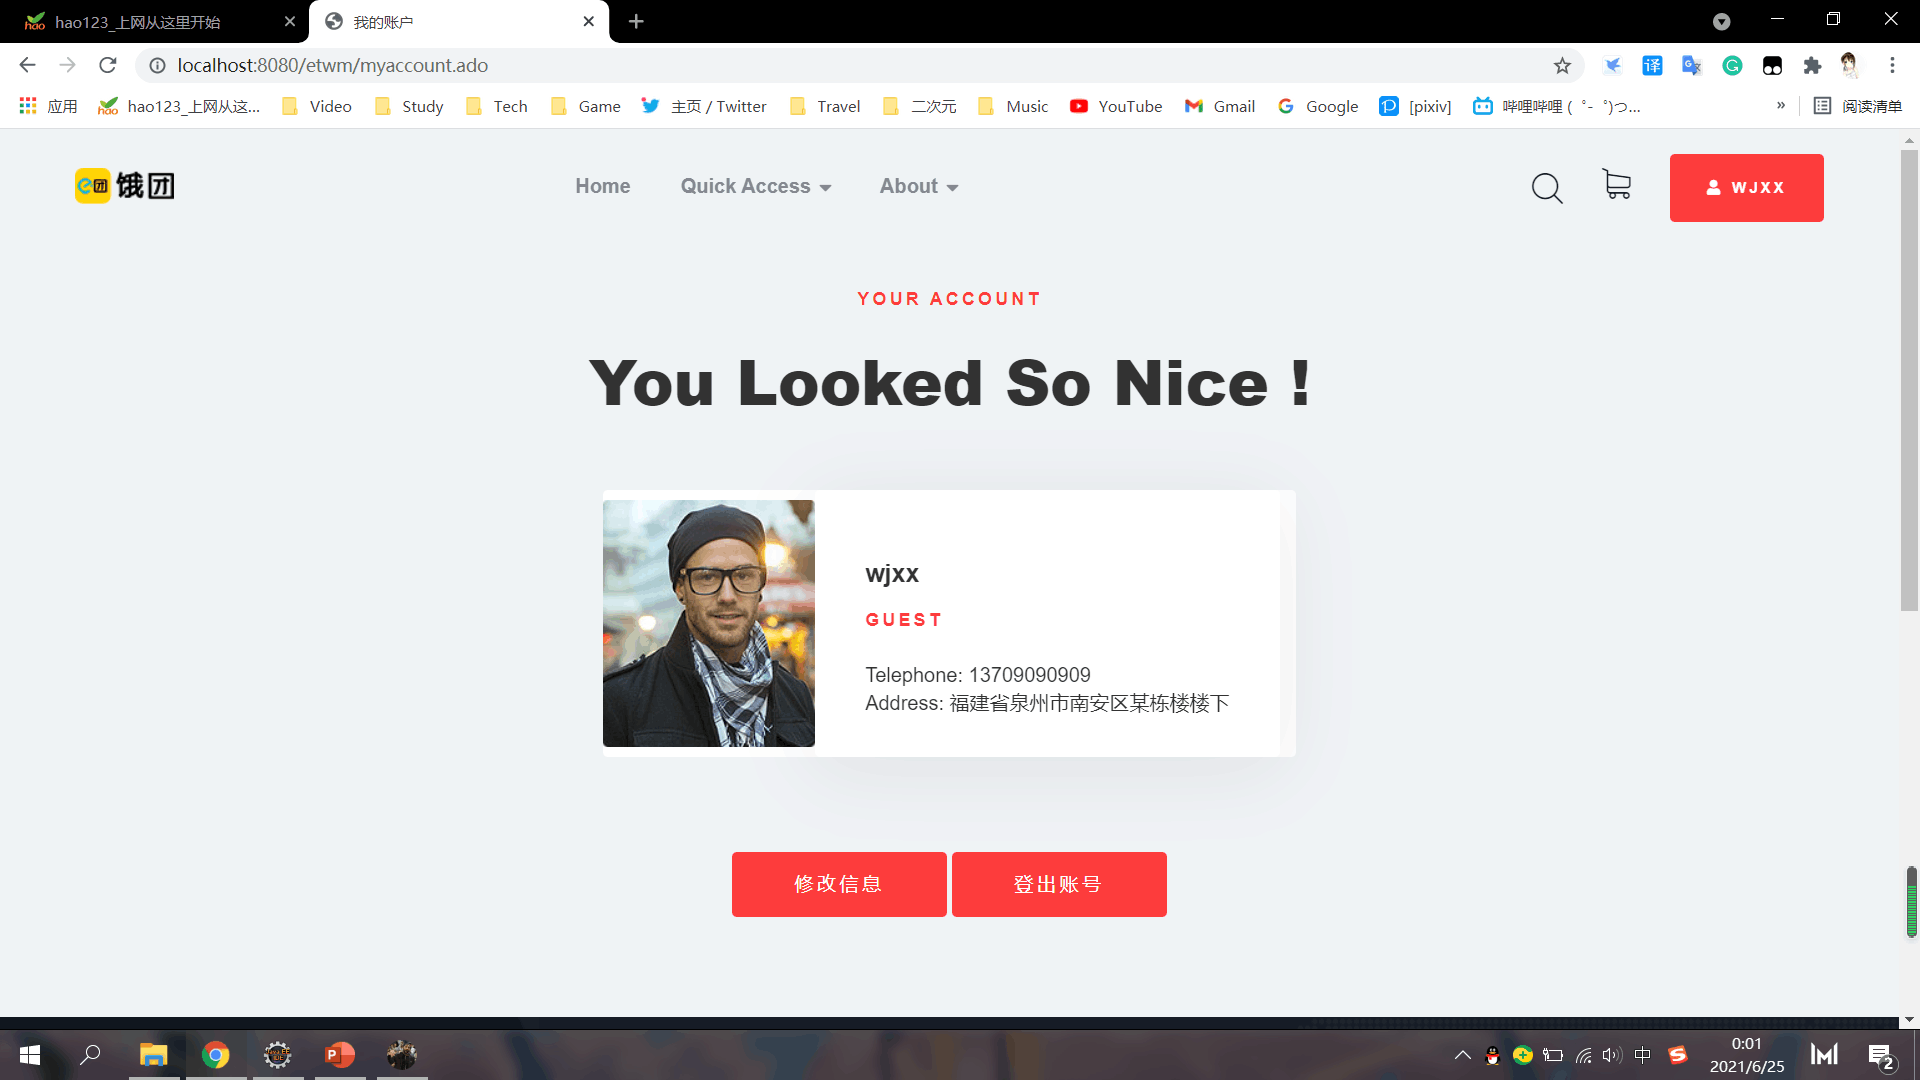 hao123_上网从这里开始
我的账户
localhost:8080/etwm/myaccount.ado
应用
hao123_上网从这...
Video
Study
Tech
Game
主页 / Twitter
Travel
二次元
Music
YouTube
Gmail
Google
[pixiv]
哔哩哔哩 ( ゜- ゜)つ...
»
阅读清单
e团 饿团
Home
Quick Access
About
WJXX
YOUR ACCOUNT
You Looked So Nice !
wjxx
GUEST
Telephone: 13709090909
Address: 福建省泉州市南安区某栋楼楼下
修改信息
登出账号
中
0:01
2021/6/25
2